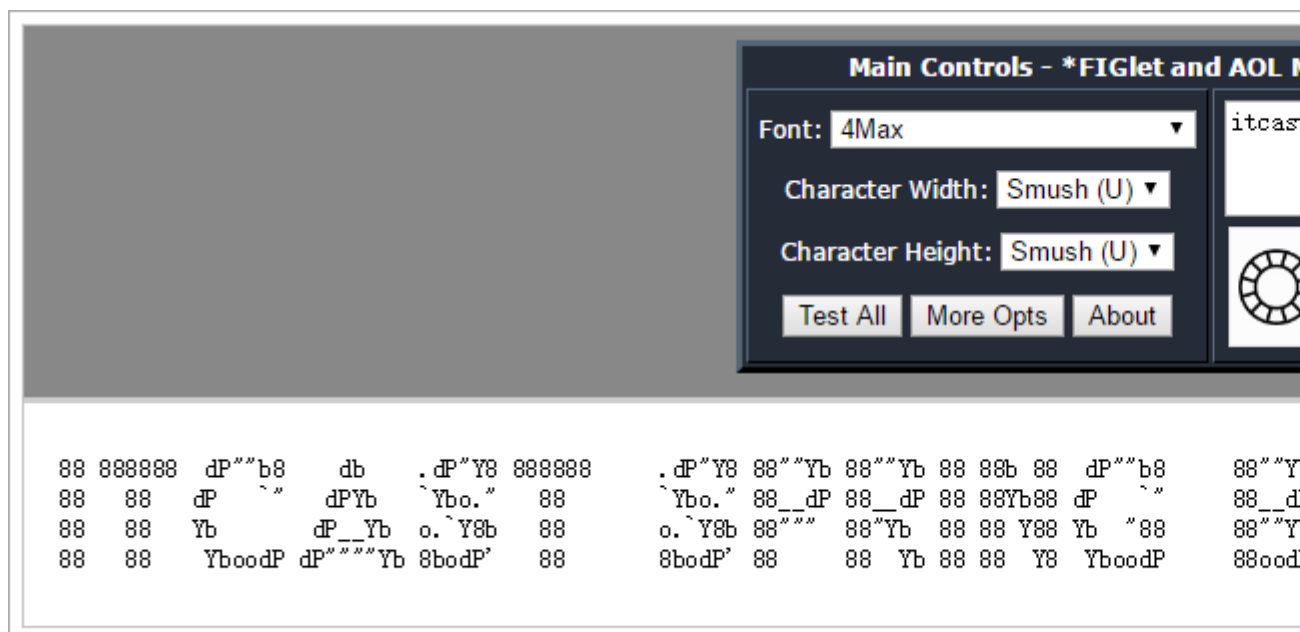 Main Controls - *FIGlet and AOL
Font: 4Max
itcas
Character Width: Smush (U)
Character Height: Smush (U)
Test All More Opts About
88 888888  dP""b8    db    .dP"Y8 888888     .dP"Y8 88""Yb 88""Yb 88 88b 88  dP""b8     88""Y
88   88   dP   `"   dPYb   `Ybo."   88       `Ybo." 88__dP 88__dP 88 88Yb88 dP   `"     88__d
88   88   Yb       dP__Yb  o.`Y8b   88       o.`Y8b 88"""  88"Yb  88 88 Y88 Yb  "88     88""Y
88   88    YboodP dP""""Yb 8bodP'   88       8bodP' 88     88  Yb 88 88  Y8  YboodP     88ood